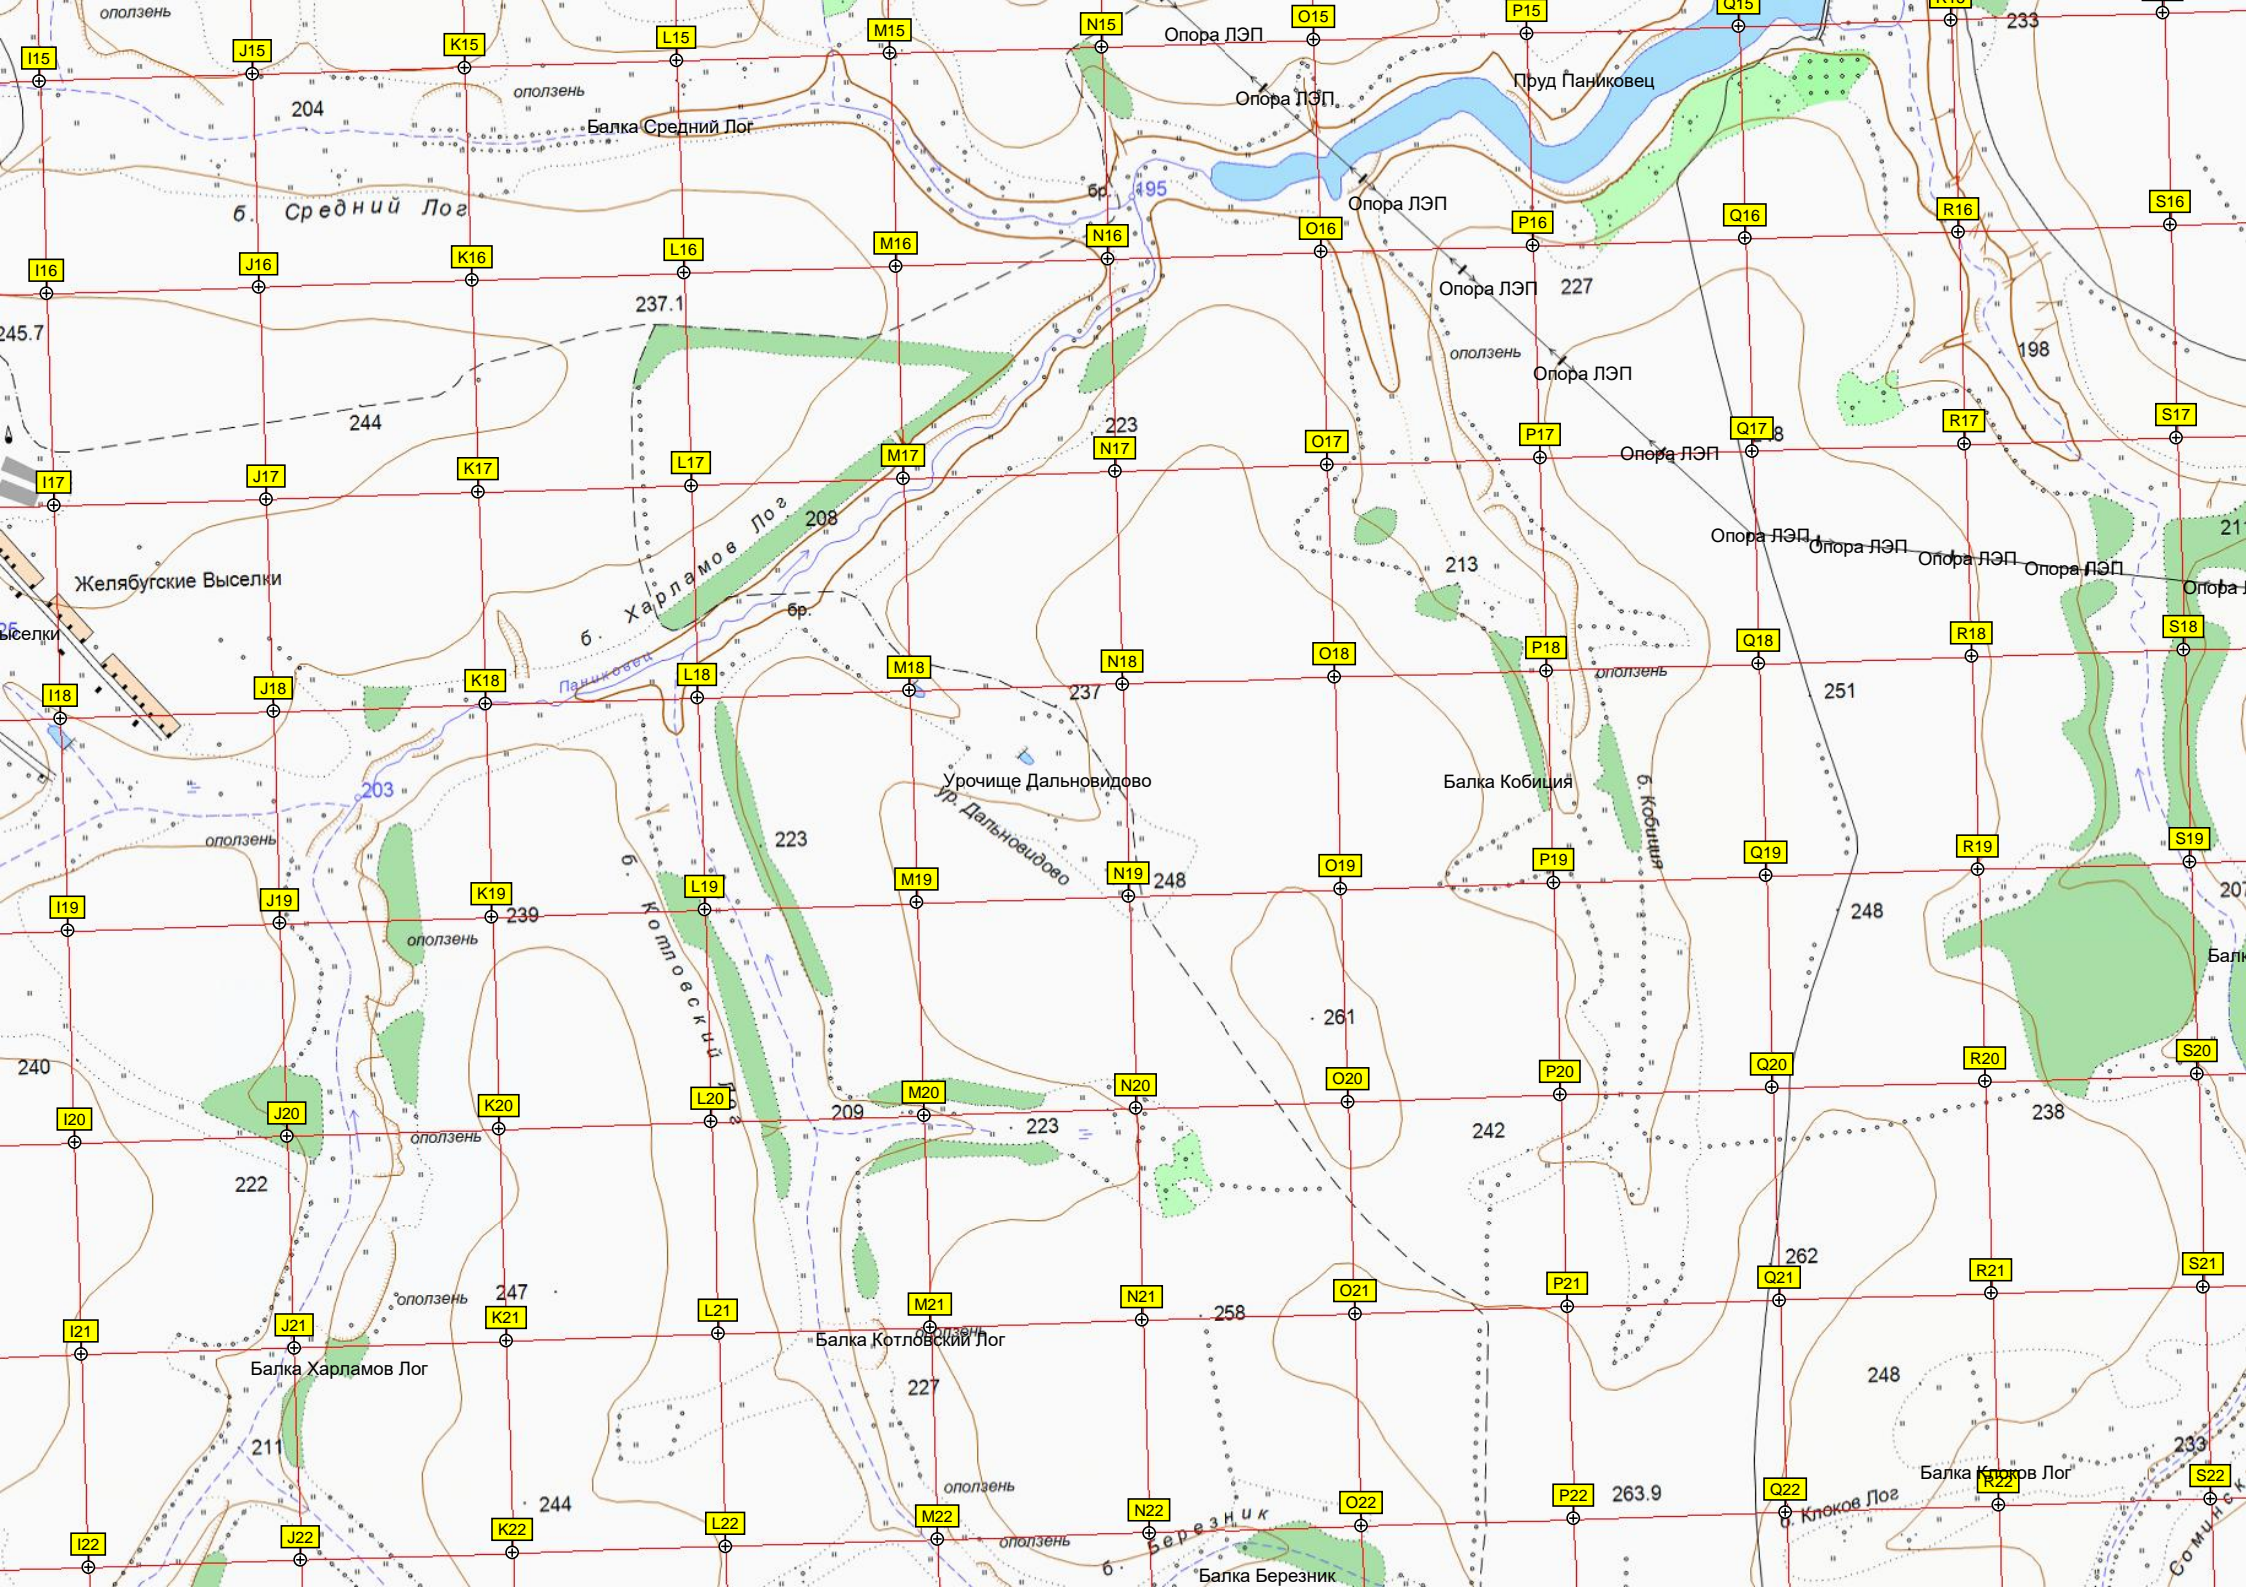 оползень
I15
J15
K15
L15
M15
N15
O15
P15
Q15
233
Опора ЛЭП
Опора ЛЭП
Пруд Паниковец
оползень
204
Балка Средний Лог
б. Средний Лог
бр.
195
Опора ЛЭП
I16
J16
K16
L16
M16
N16
O16
P16
Q16
R16
S16
245.7
237.1
Опора ЛЭП
227
оползень
198
Опора ЛЭП
244
223
Опора ЛЭП
I17
J17
K17
L17
M17
N17
O17
P17
Q17
R17
S17
208
б. Харламов Лог
Опора ЛЭП
Опора ЛЭП
Опора ЛЭП
Опора ЛЭП
Опора
213
Желябугские Выселки
бр.
Паниковец
I18
J18
K18
L18
M18
N18
O18
P18
Q18
R18
S18
оползень
237
251
203
Урочище Дальновидово
ур. Дальновидово
Балка Кобиция
б. Кобиция
оползень
223
I19
J19
K19
L19
M19
N19
O19
P19
Q19
R19
S19
239
248
248
207
оползень
б. Котловский Лог
261
240
I20
J20
K20
L20
M20
N20
O20
P20
Q20
R20
S20
оползень
209
223
242
238
222
262
оползень
247
258
I21
J21
K21
L21
M21
N21
O21
P21
Q21
R21
S21
оползень
Балка Котловский Лог
Балка Харламов Лог
227
248
211
233
Балка Клоков Лог
б. Клоков Лог
оползень
244
263.9
I22
J22
K22
L22
M22
N22
O22
P22
Q22
R22
S22
оползень
б. Березник
Балка Березник